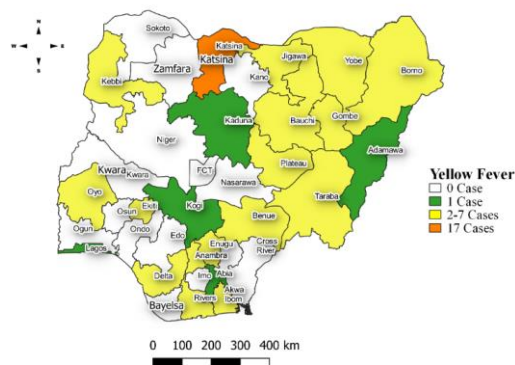 N
W E
S
Sokoto
Katsina
Zamfara
Katsina
Kano
Jigawa
Yobe
Borno
Kebbi
Kaduna
Bauchi
Gombe
Adamawa
Niger
Plateau
Kwara
Kwara
FCT
Nasarawa
Taraba
Oyo
Osun
Ekiti
Kogi
Benue
Ogun
Ondo
Edo
Enugu
Cross
River
Lagos
Anambra
Delta
Imo
Abia
Bayelsa
Rivers
Akwa
Ibom
Yellow Fever
0 Case
1 Case
2-7 Cases
17 Cases
0 100 200 300 400 km